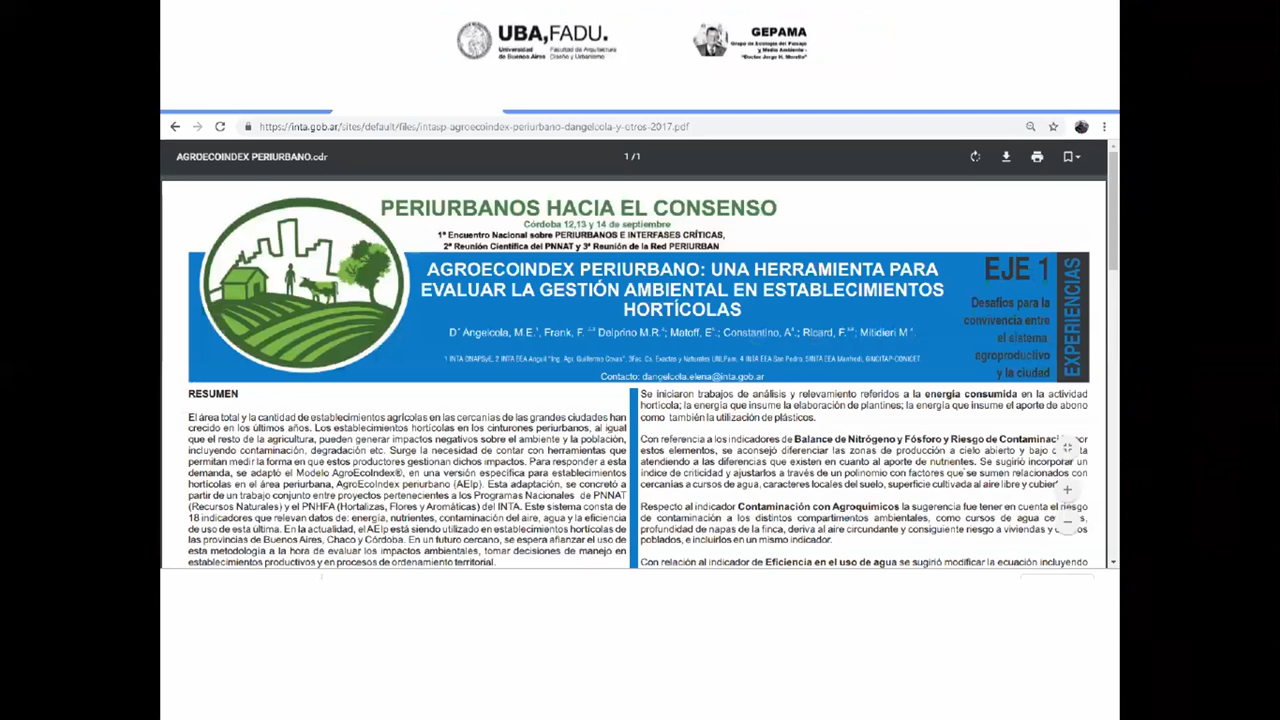 UBA,FADU.
Universidad de Buenos Aires
Facultad de Arquitectura Diseño y Urbanismo
GEPAMA
Grupo de Ecología del Paisaje
y Medio Ambiente
"Doctor Jorge H. Morello"
https://inta.gob.ar/sites/default/files/intasp-agroecoindex-periurbano-dangelcola-y-otros-2017.pdf
AGROECOINDEX PERIURBANO.cdr
1 / 1
PERIURBANOS HACIA EL CONSENSO
Córdoba 12,13 y 14 de septiembre
1º Encuentro Nacional sobre PERIURBANOS E INTERFASES CRÍTICAS,
2ª Reunión Científica del PNNAT y 3ª Reunión de la Red PERIURBAN
AGROECOINDEX PERIURBANO: UNA HERRAMIENTA PARA
EVALUAR LA GESTIÓN AMBIENTAL EN ESTABLECIMIENTOS
HORTÍCOLAS
D´ Angelcola, M.E., Frank, F. Delprino M.R.; Matoff, E.; Constantino, A.; Ricard, F.; Mitidieri M
Contacto: dangelcola.elena@inta.gob.ar
EJE 1
Desafíos para la
convivencia entre
el sistema
agroproductivo
y la ciudad
EXPERIENCIAS
RESUMEN
El área total y la cantidad de establecimientos agrícolas en las cercanías de las grandes ciudades han
crecido en los últimos años. Los establecimientos hortícolas en los cinturones periurbanos, al igual
que el resto de la agricultura, pueden generar impactos negativos sobre el ambiente y la población,
incluyendo contaminación, degradación etc. Surge la necesidad de contar con herramientas que
permitan medir la forma en que estos productores gestionan dichos impactos. Para responder a esta
demanda, se adaptó el Modelo AgroEcoIndex®, en una versión específica para establecimientos
hortícolas en el área periurbana, AgroEcoIndex periurbano (AEIp). Esta adaptación, se concretó a
partir de un trabajo conjunto entre proyectos pertenecientes a los Programas Nacionales de PNNAT
(Recursos Naturales) y el PNHFA (Hortalizas, Flores y Aromáticas) del INTA. Este sistema consta de
18 indicadores que relevan datos de: energía, nutrientes, contaminación del aire, agua y la eficiencia
de uso de esta última. En la actualidad, el AEIp está siendo utilizado en establecimientos hortícolas de
las provincias de Buenos Aires, Chaco y Córdoba. En un futuro cercano, se espera afianzar el uso de
esta metodología a la hora de evaluar los impactos ambientales, tomar decisiones de manejo en
establecimientos productivos y en procesos de ordenamiento territorial.
Se iniciaron trabajos de análisis y relevamiento referidos a la energía consumida en la actividad
hortícola; la energía que insume la elaboración de plantines; la energía que insume el aporte de abono
como también la utilización de plásticos.
Con referencia a los indicadores de Balance de Nitrógeno y Fósforo y Riesgo de por
estos elementos, se aconsejó diferenciar las zonas de producción a cielo abierto y
atendiendo a las diferencias que existen en cuanto al aporte de nutrientes. Se sugirió incorporar un
índice de criticidad y ajustarlos a través de un polinomio con factores que se sumen relacionados con
cercanías a cursos de agua, caracteres locales del suelo, superficie cultivada al aire libre y
Respecto al indicador Contaminación con Agroquímicos la sugerencia fue tener en cuenta el riesgo
de contaminación a los distintos compartimentos ambientales, como cursos de agua
profundidad de napas de la finca, deriva al aire circundante y consiguiente riesgo a viviendas y
poblados, e incluirlos en un mismo indicador.
Con relación al indicador de Eficiencia en el uso de agua se sugirió modificar la ecuación incluyendo